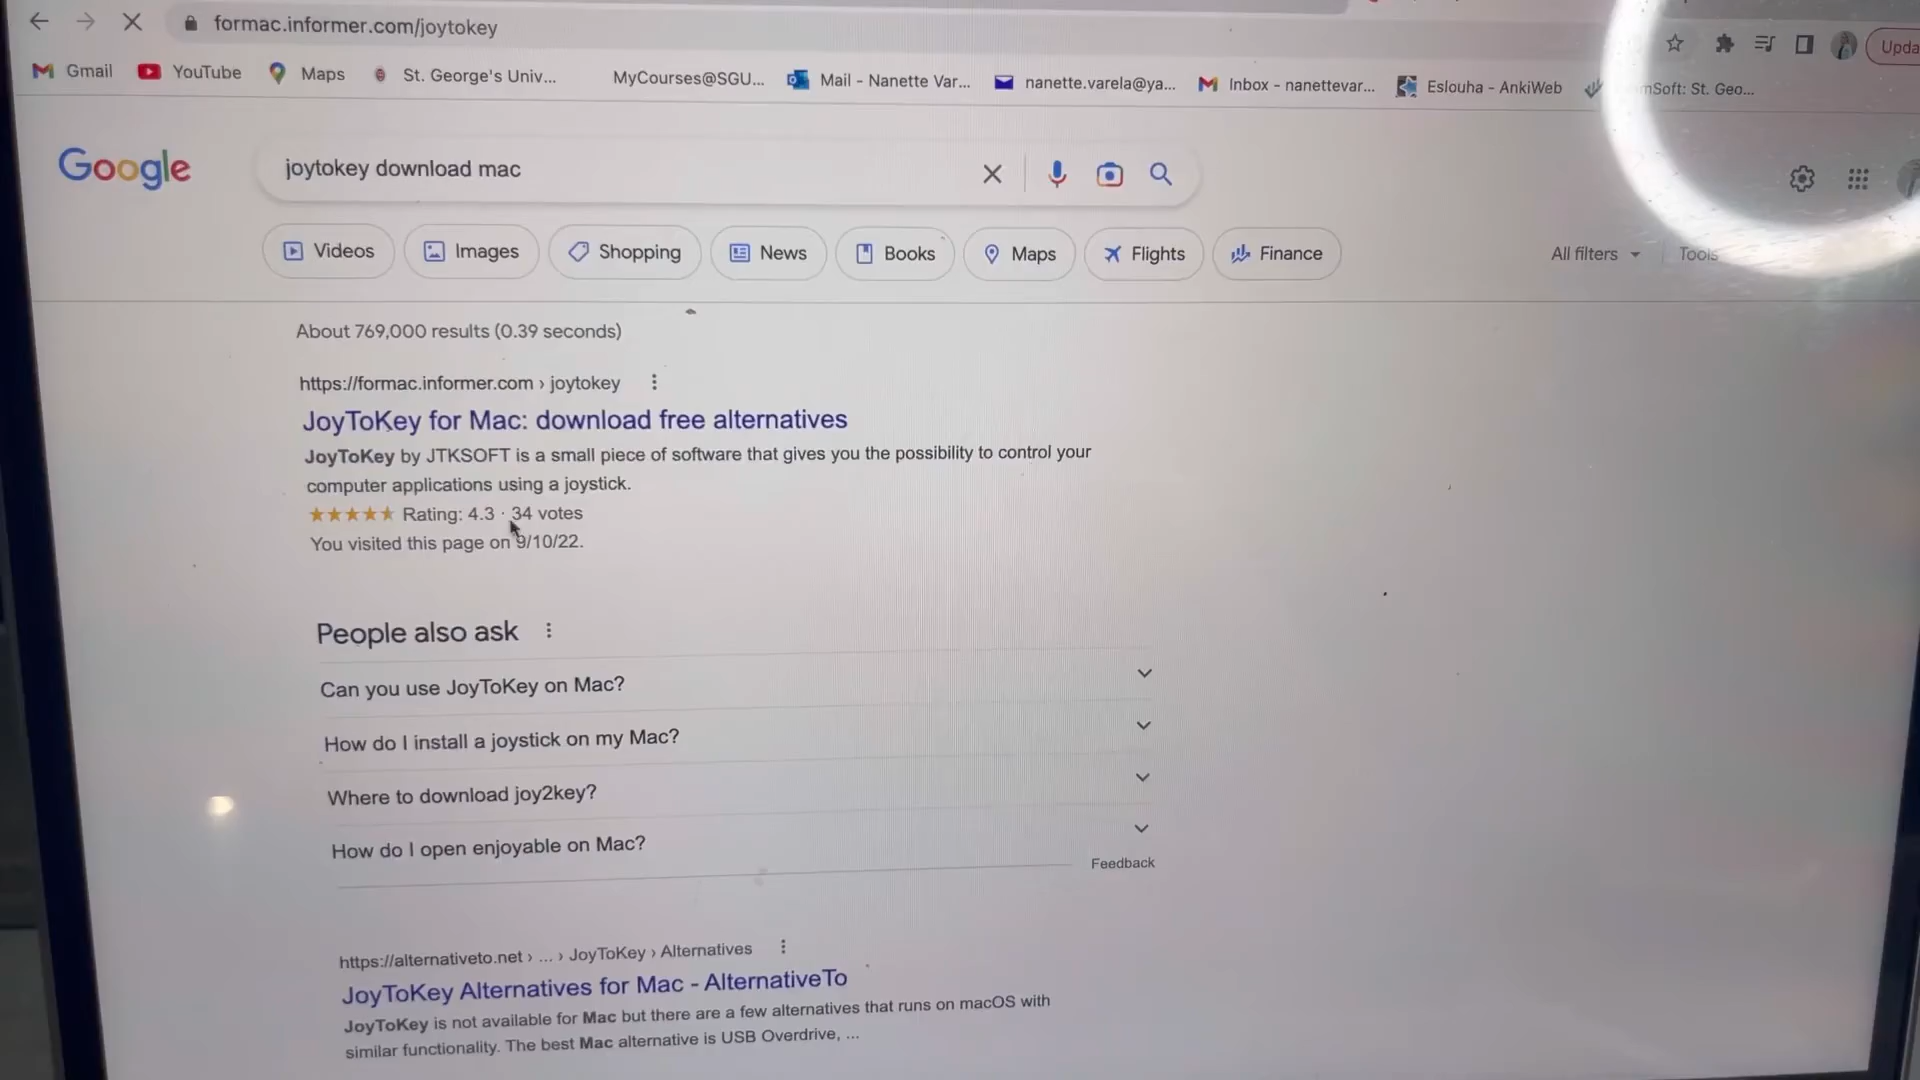 formac.informer.com/joytokey
Gmail YouTube Maps St. George's Univ... MyCourses@SGU... Mail - Nanette Var... nanette.varela@ya... Inbox - nanettevar... Eslouha - AnkiWeb mSoft: St. Geo...
Google
joytokey download mac
Videos Images Shopping News Books Maps Flights Finance All filters Tools
About 769,000 results (0.39 seconds)
https://formac.informer.com › joytokey
JoyToKey for Mac: download free alternatives
JoyToKey by JTKSOFT is a small piece of software that gives you the possibility to control your
computer applications using a joystick.
Rating: 4.3 · 34 votes
You visited this page on 9/10/22.
People also ask
Can you use JoyToKey on Mac?
How do I install a joystick on my Mac?
Where to download joy2key?
How do I open enjoyable on Mac?
Feedback
https://alternativeto.net › ... › JoyToKey › Alternatives
JoyToKey Alternatives for Mac - AlternativeTo
JoyToKey is not available for Mac but there are a few alternatives that runs on macOS with
similar functionality. The best Mac alternative is USB Overdrive, ...